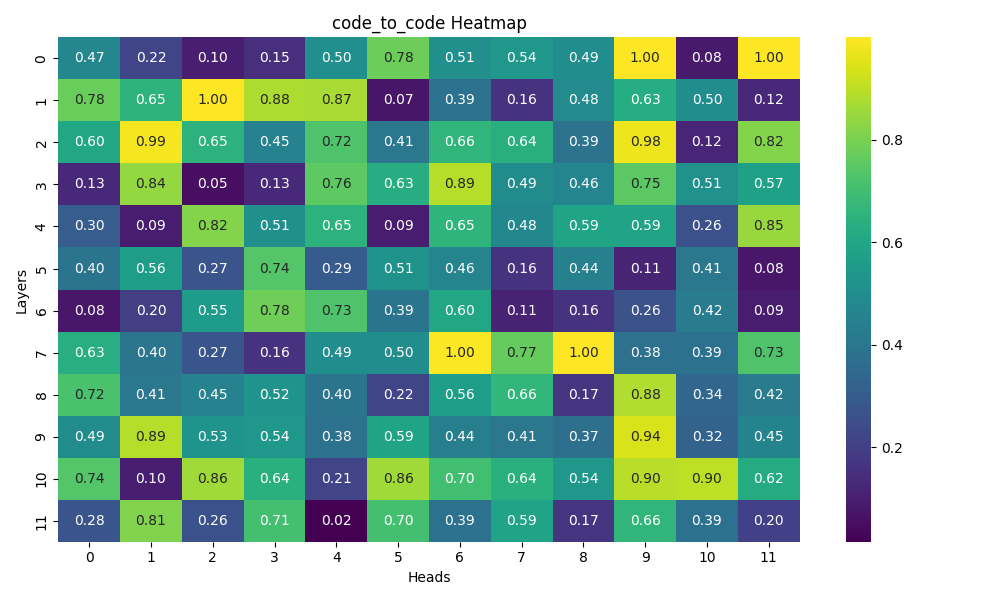 code_to_code Heatmap
0 0.47 0.22 0.10 0.15 0.50 0.78 0.51 0.54 0.49 1.00 0.08 1.00
1 0.78 0.65 1.00 0.88 0.87 0.07 0.39 0.16 0.48 0.63 0.50 0.12
2 0.60 0.99 0.65 0.45 0.72 0.41 0.66 0.64 0.39 0.98 0.12 0.82
3 0.13 0.84 0.05 0.13 0.76 0.63 0.89 0.49 0.46 0.75 0.51 0.57
4 0.30 0.09 0.82 0.51 0.65 0.09 0.65 0.48 0.59 0.59 0.26 0.85
5 0.40 0.56 0.27 0.74 0.29 0.51 0.46 0.16 0.44 0.11 0.41 0.08
6 0.08 0.20 0.55 0.78 0.73 0.39 0.60 0.11 0.16 0.26 0.42 0.09
7 0.63 0.40 0.27 0.16 0.49 0.50 1.00 0.77 1.00 0.38 0.39 0.73
8 0.72 0.41 0.45 0.52 0.40 0.22 0.56 0.66 0.17 0.88 0.34 0.42
9 0.49 0.89 0.53 0.54 0.38 0.59 0.44 0.41 0.37 0.94 0.32 0.45
10 0.74 0.10 0.86 0.64 0.21 0.86 0.70 0.64 0.54 0.90 0.90 0.62
11 0.28 0.81 0.26 0.71 0.02 0.70 0.39 0.59 0.17 0.66 0.39 0.20
0 1 2 3 4 5 6 7 8 9 10 11
Heads
Layers
0.8
0.6
0.4
0.2